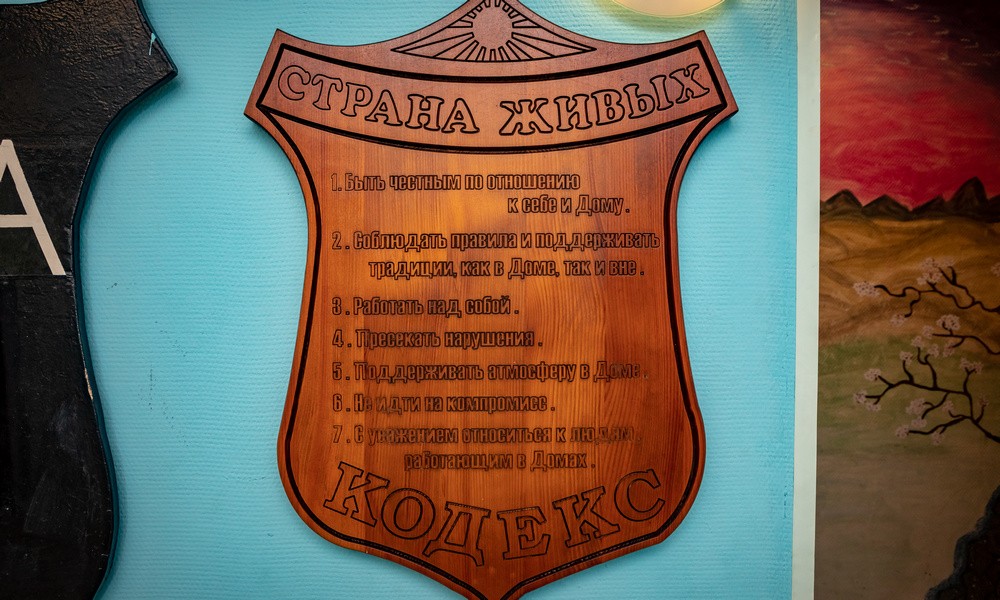 А
СТРАНА ЖИВЫХ
1. Быть честным по отношению
к себе и Дому.
2. Соблюдать правила и поддерживать
традиции, как в Доме, так и вне.
3. Работать над собой.
4. Пресекать нарушения.
5. Поддерживать атмосферу в Доме.
6. Не идти на компромисс.
7. С уважением относиться к людям,
работающим в Домах.
КОДЕКС